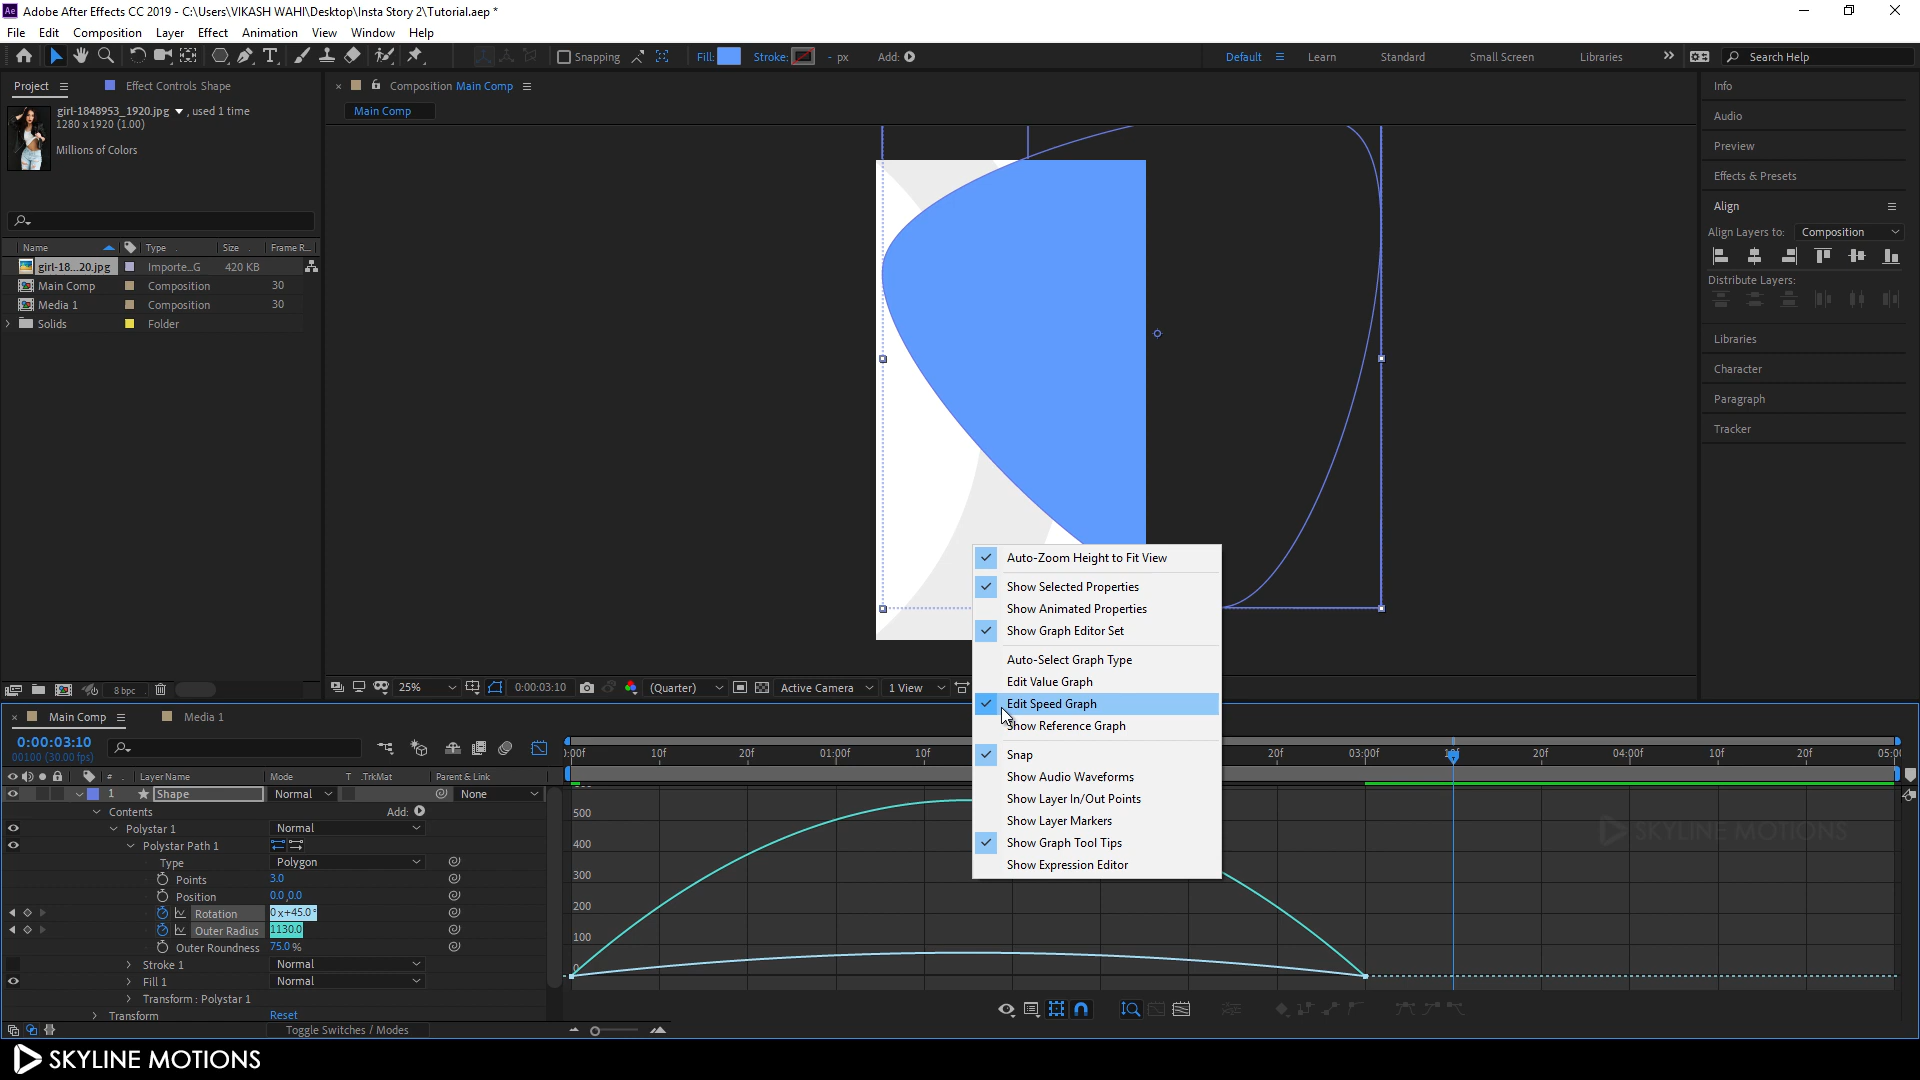 Adobe After Effects CC 2019 - C:\Users\VIKASH WAHI\Desktop\Insta Story 2\Tutorial.aep *
File Edit Composition Layer Effect Animation View Window Help
Snapping Fill: Stroke: - px Add: Default Learn Standard Small Screen Libraries Search Help
Project Effect Controls Shape Composition Main Comp
Main Comp
girl-1848953_1920.jpg , used 1 time
1280 x 1920 (1.00)
Millions of Colors
Info
Audio
Preview
Effects & Presets
Align
Align Layers to: Composition
Distribute Layers:
Libraries
Character
Paragraph
Tracker
Name Type Size Frame R...
girl-18...20.jpg Importe...G 420 KB
Main Comp Composition 30
Media 1 Composition 30
Solids Folder
8 bpc
25% 0:00:03:10 (Quarter) Active Camera 1 View
Auto-Zoom Height to Fit View
Show Selected Properties
Show Animated Properties
Show Graph Editor Set
Auto-Select Graph Type
Edit Value Graph
Edit Speed Graph
Show Reference Graph
Snap
Show Audio Waveforms
Show Layer In/Out Points
Show Layer Markers
Show Graph Tool Tips
Show Expression Editor
Main Comp Media 1
0:00:03:10
00100 (30.00 fps)
):00f 10f 20f 01:00f 10f 20f 03:00f 20f 04:00f 10f 20f 05:0(
# Layer Name Mode T .TrkMat Parent & Link
1 Shape Normal None
Contents Add:
Polystar 1 Normal
Polystar Path 1
Type Polygon
Points 3.0
Position 0.0,0.0
Rotation 0x+45.0°
Outer Radius 1130.0
Outer Roundness 75.0 %
Stroke 1 Normal
Fill 1 Normal
Transform : Polystar 1
Transform Reset
Toggle Switches / Modes
500
400
300
200
100
0
SKYLINE MOTIONS
SKYLINE MOTIONS